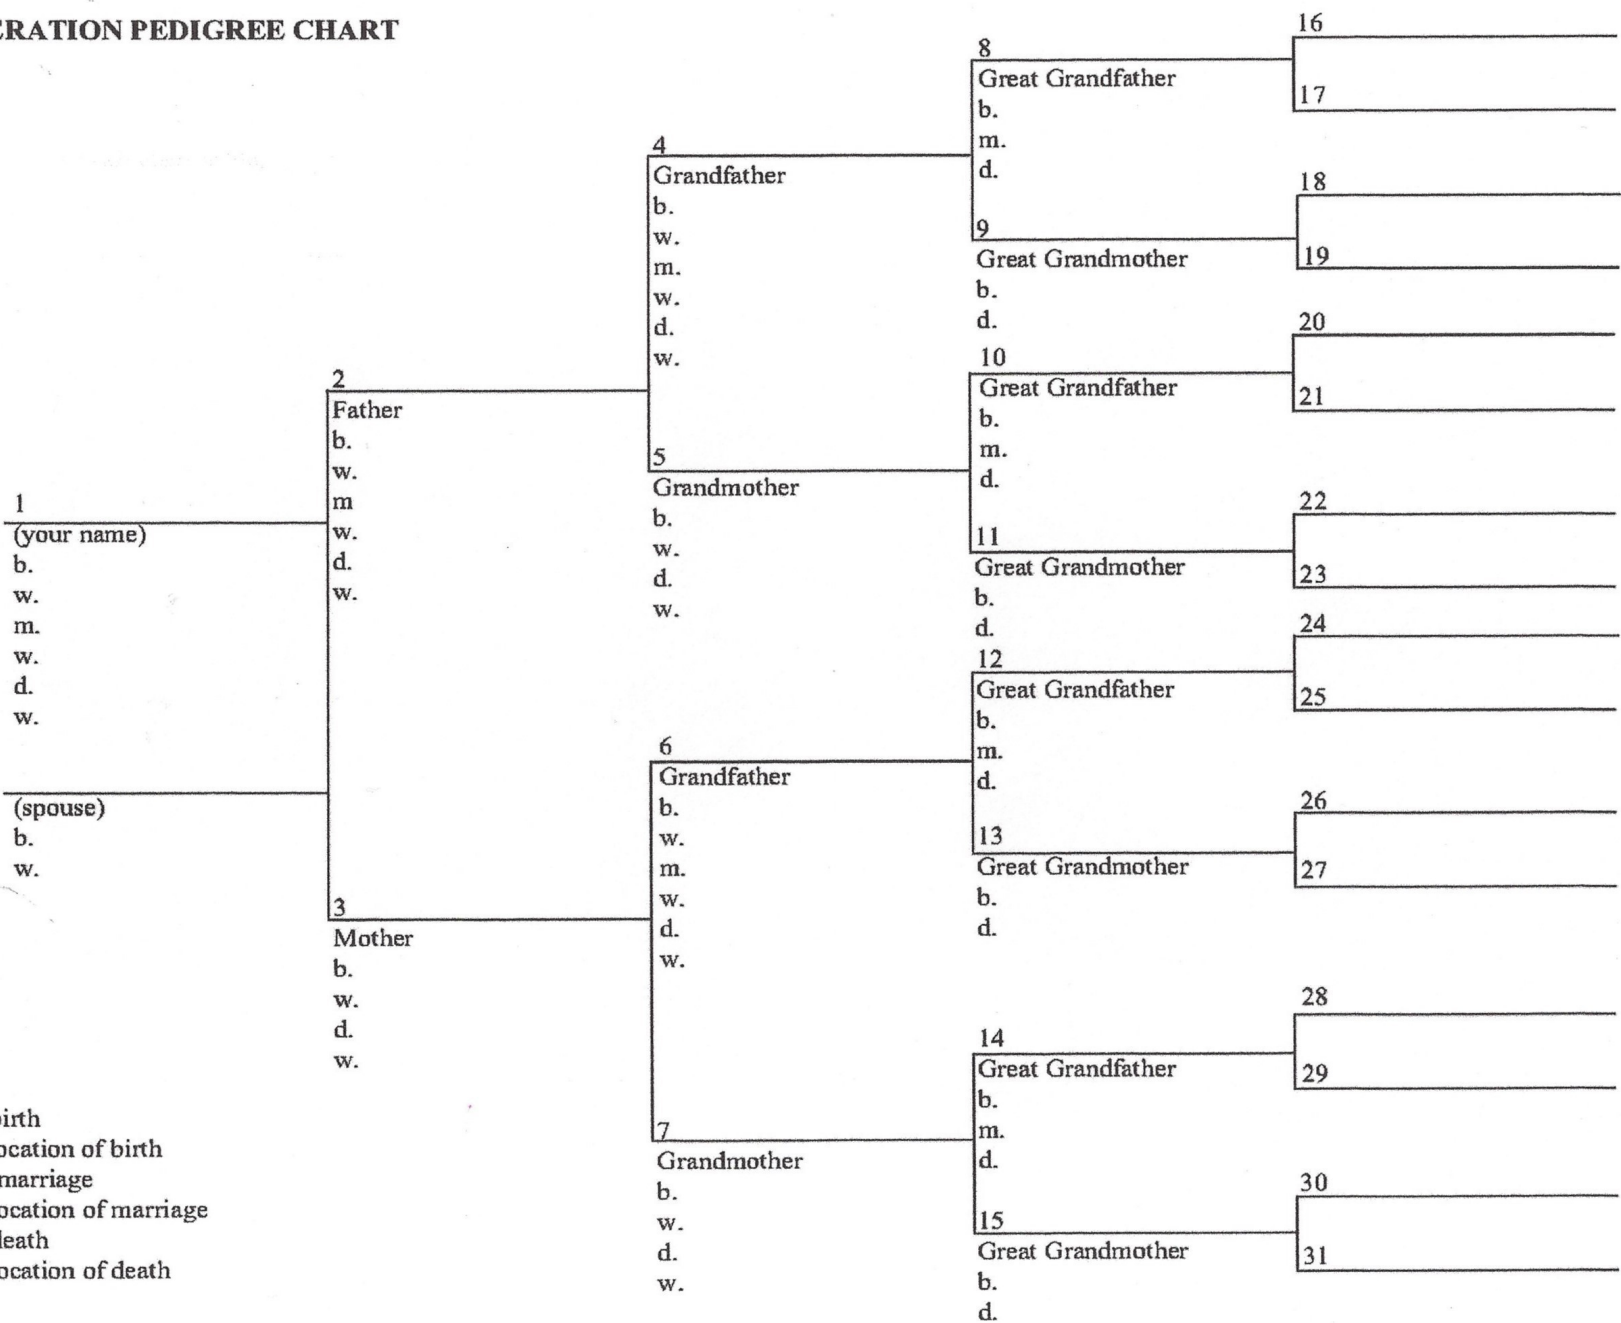 ERATION PEDIGREE CHART
1
(your name)
b.
w.
m.
w.
d.
w.
(spouse)
b.
w.
2
Father
b.
w.
m
w.
d.
w.
3
Mother
b.
w.
d.
w.
4
Grandfather
b.
w.
m.
w.
d.
w.
5
Grandmother
b.
w.
d.
w.
6
Grandfather
b.
w.
m.
w.
d.
w.
7
Grandmother
b.
w.
d.
w.
8
Great Grandfather
b.
m.
d.
9
Great Grandmother
b.
d.
10
Great Grandfather
b.
m.
d.
11
Great Grandmother
b.
d.
12
Great Grandfather
b.
m.
d.
13
Great Grandmother
b.
d.
14
Great Grandfather
b.
m.
d.
15
Great Grandmother
b.
d.
16
17
18
19
20
21
22
23
24
25
26
27
28
29
30
31
irth
ocation of birth
marriage
ocation of marriage
leath
ocation of death